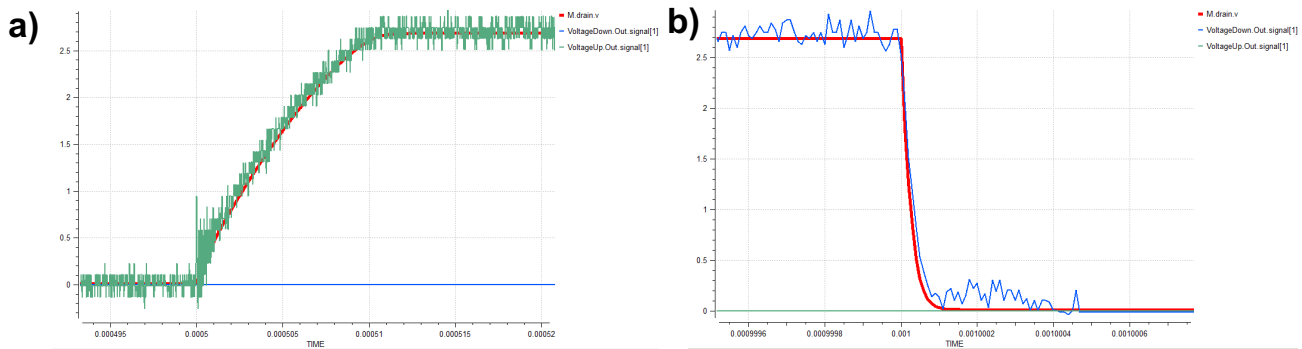 a)
M.drain.v
VoltageDown.Out.signal[1]
VoltageUp.Out.signal[1]
2.5
2
1.5
1
0.5
0
0.000495 0.0005 0.000505 0.00051 0.000515 0.00052
TIME
b)
M.drain.v
VoltageDown.Out.signal[1]
VoltageUp.Out.signal[1]
2.5
2
1.5
1
0.5
0
0.0009996 0.0009998 0.001 0.0010002 0.0010004 0.0010006
TIME